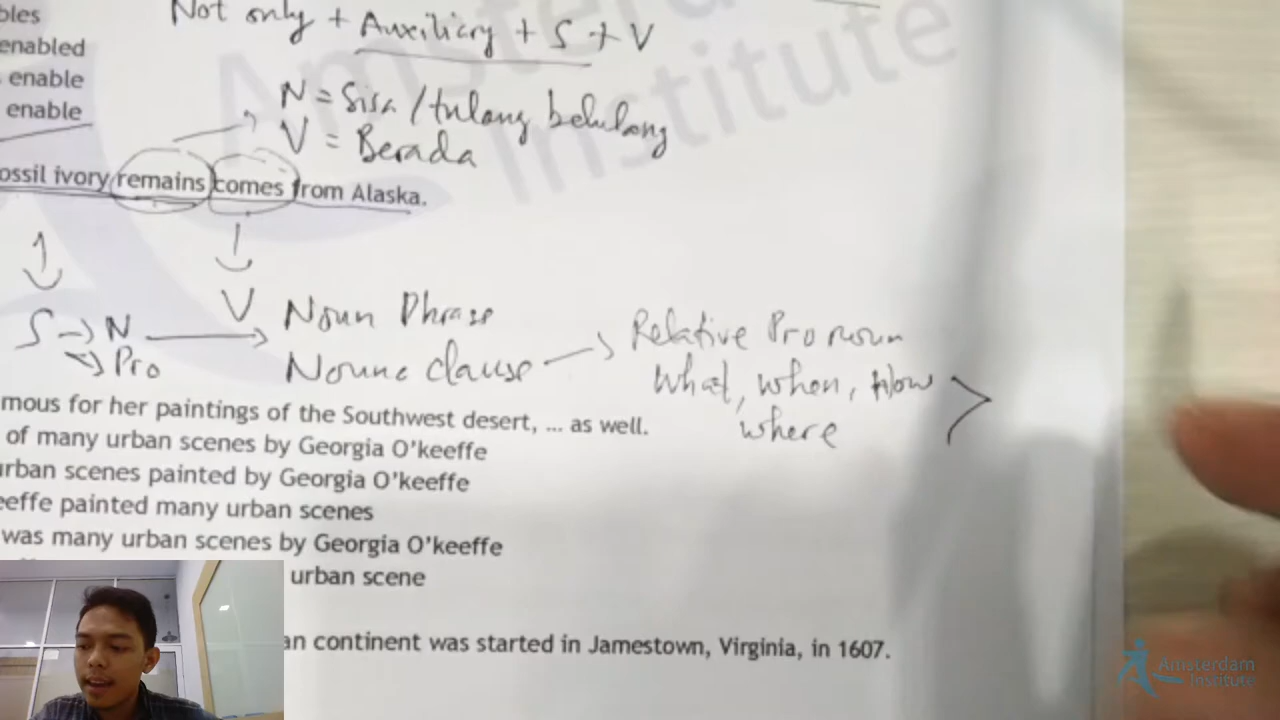 bles
Not only + Auxiliary + S + V
enabled
enable
enable
N = Sisa / tulang belulang
V = Berada
ossil ivory remains comes from Alaska.
V
S → N → Noun Phrase
Pro
Noune clause → Relative Pronoun
What, when, How
where
mous for her paintings of the Southwest desert, ... as well.
of many urban scenes by Georgia O'keeffe
urban scenes painted by Georgia O'keeffe
eeffe painted many urban scenes
was many urban scenes by Georgia O'keeffe
urban scene
an continent was started in Jamestown, Virginia, in 1607.
Amsterdam
Institute